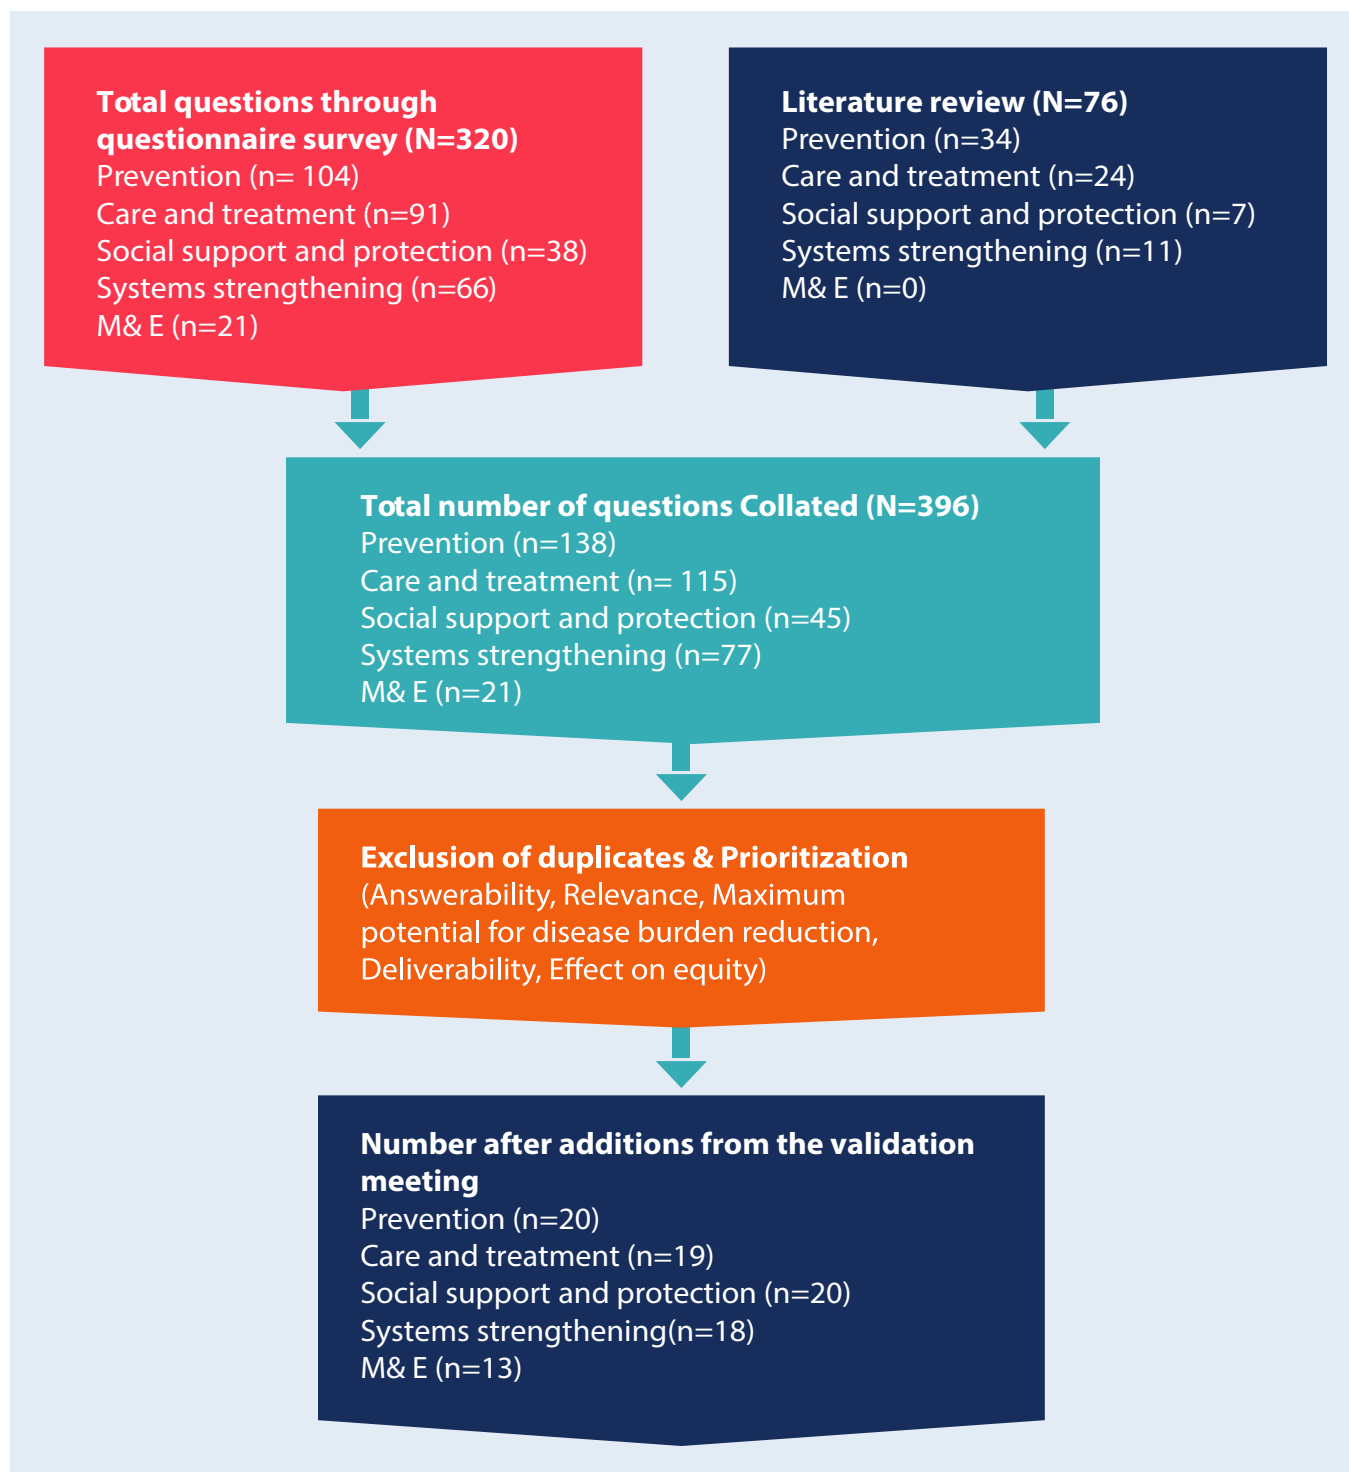 Total questions through
questionnaire survey (N=320)
Prevention (n= 104)
Care and treatment (n=91)
Social support and protection (n=38)
Systems strengthening (n=66)
M& E (n=21)
Literature review (N=76)
Prevention (n=34)
Care and treatment (n=24)
Social support and protection (n=7)
Systems strengthening (n=11)
M& E (n=0)
Total number of questions Collated (N=396)
Prevention (n=138)
Care and treatment (n= 115)
Social support and protection (n=45)
Systems strengthening (n=77)
M& E (n=21)
Exclusion of duplicates & Prioritization
(Answerability, Relevance, Maximum
potential for disease burden reduction,
Deliverability, Effect on equity)
Number after additions from the validation
meeting
Prevention (n=20)
Care and treatment (n=19)
Social support and protection (n=20)
Systems strengthening(n=18)
M& E (n=13)